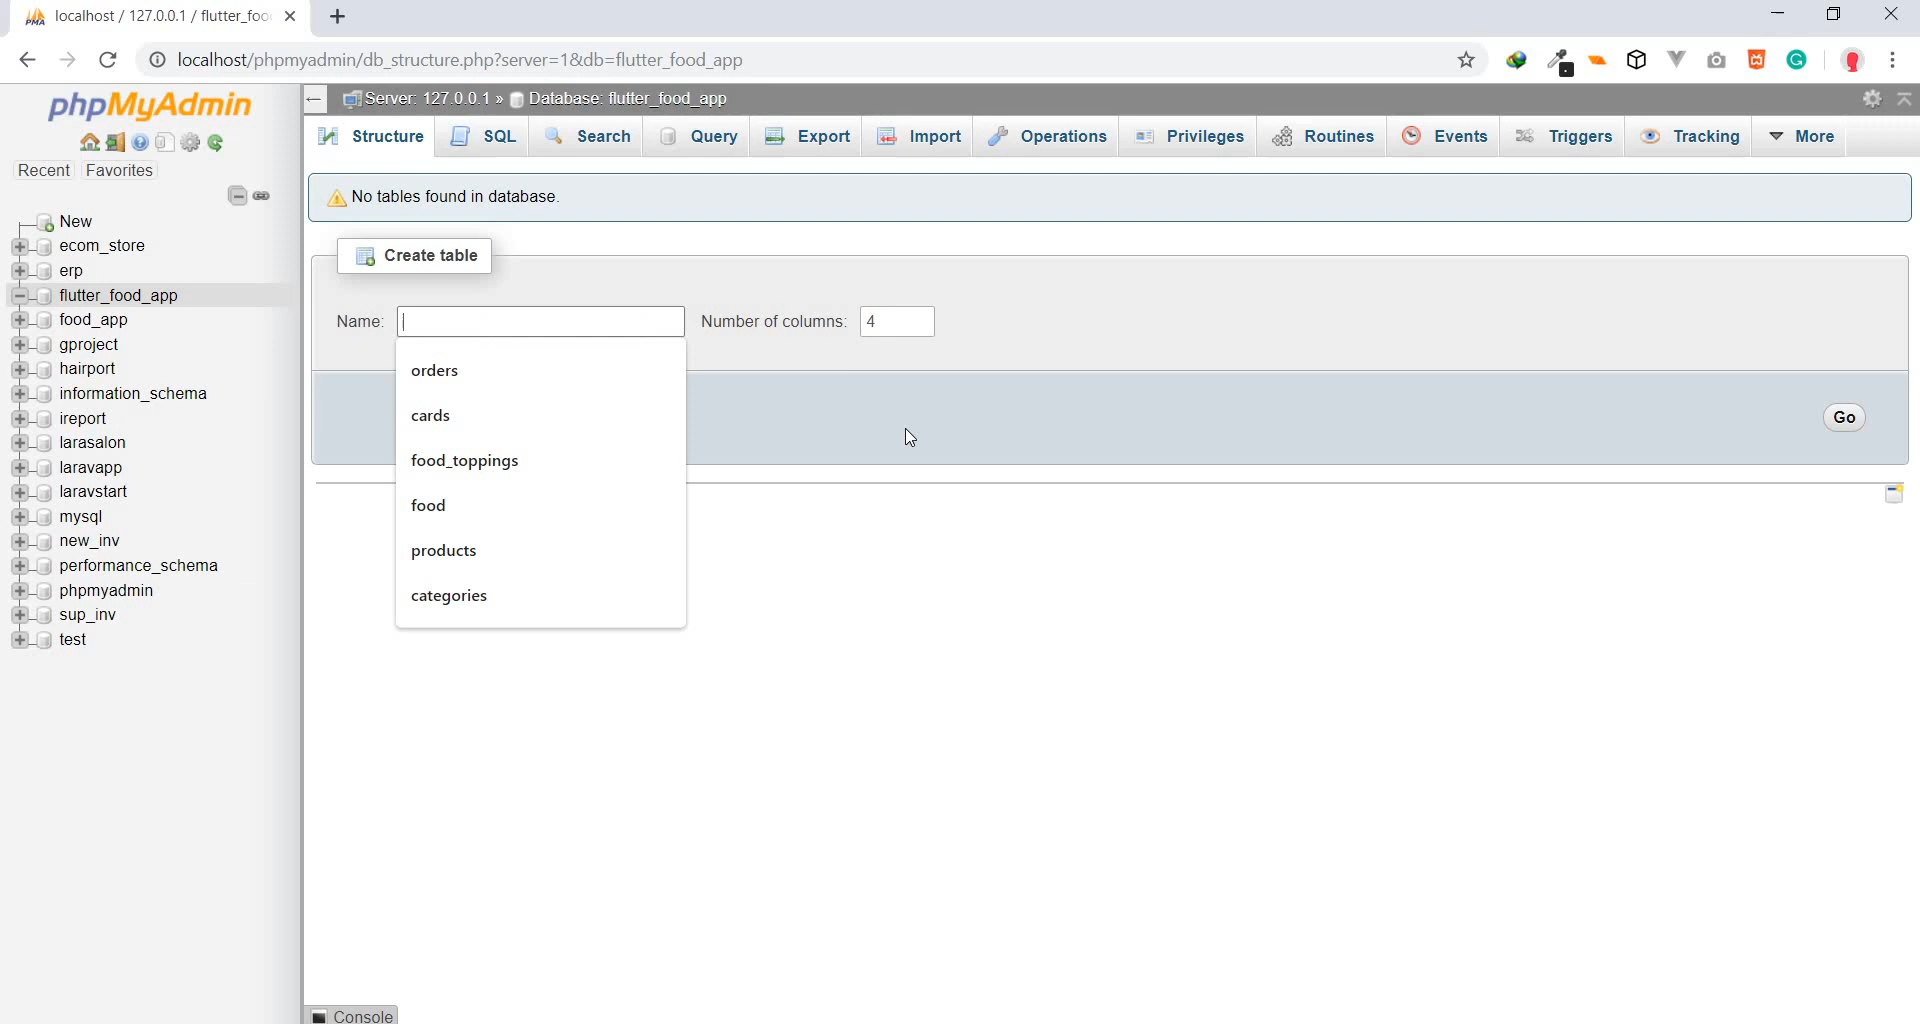 localhost / 127.0.0.1 / flutter_foo
localhost/phpmyadmin/db_structure.php?server=1&db=flutter_food_app
phpMyAdmin
Recent Favorites
New
ecom_store
erp
flutter_food_app
food_app
gproject
hairport
information_schema
ireport
larasalon
laravapp
laravstart
mysql
new_inv
performance_schema
phpmyadmin
sup_inv
test
Server: 127.0.0.1 » Database: flutter_food_app
Structure SQL Search Query Export Import Operations Privileges Routines Events Triggers Tracking More
No tables found in database.
Create table
Name: Number of columns: 4
orders
cards
food_toppings
food
products
categories
Go
Console